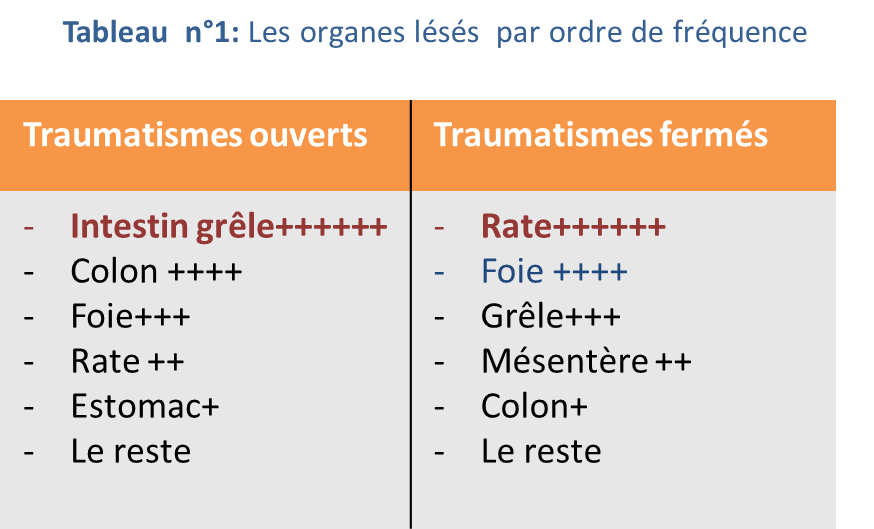 Tableau n°1: Les organes lésés par ordre de fréquence
Traumatismes ouverts
- Intestin grêle++++++
- Colon ++++
- Foie+++
- Rate ++
- Estomac+
- Le reste
Traumatismes fermés
- Rate++++++
- Foie ++++
- Grêle+++
- Mésentère ++
- Colon+
- Le reste